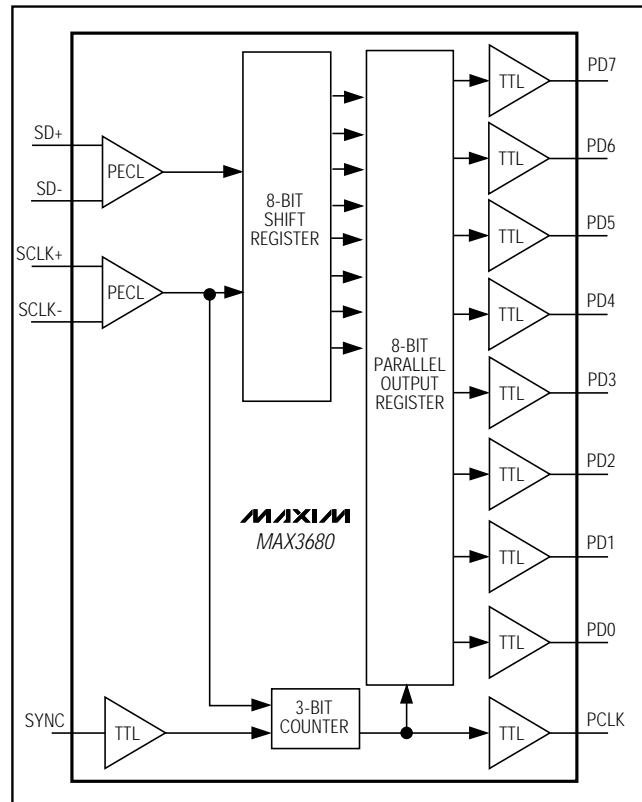 SD+
SD-
SCLK+
SCLK-
SYNC
PECL
PECL
TTL
8-BIT
SHIFT
REGISTER
8-BIT
PARALLEL
OUTPUT
REGISTER
3-BIT
COUNTER
MAXIM
MAX3680
TTL
PD7
TTL
PD6
TTL
PD5
TTL
PD4
TTL
PD3
TTL
PD2
TTL
PD1
TTL
PD0
TTL
PCLK